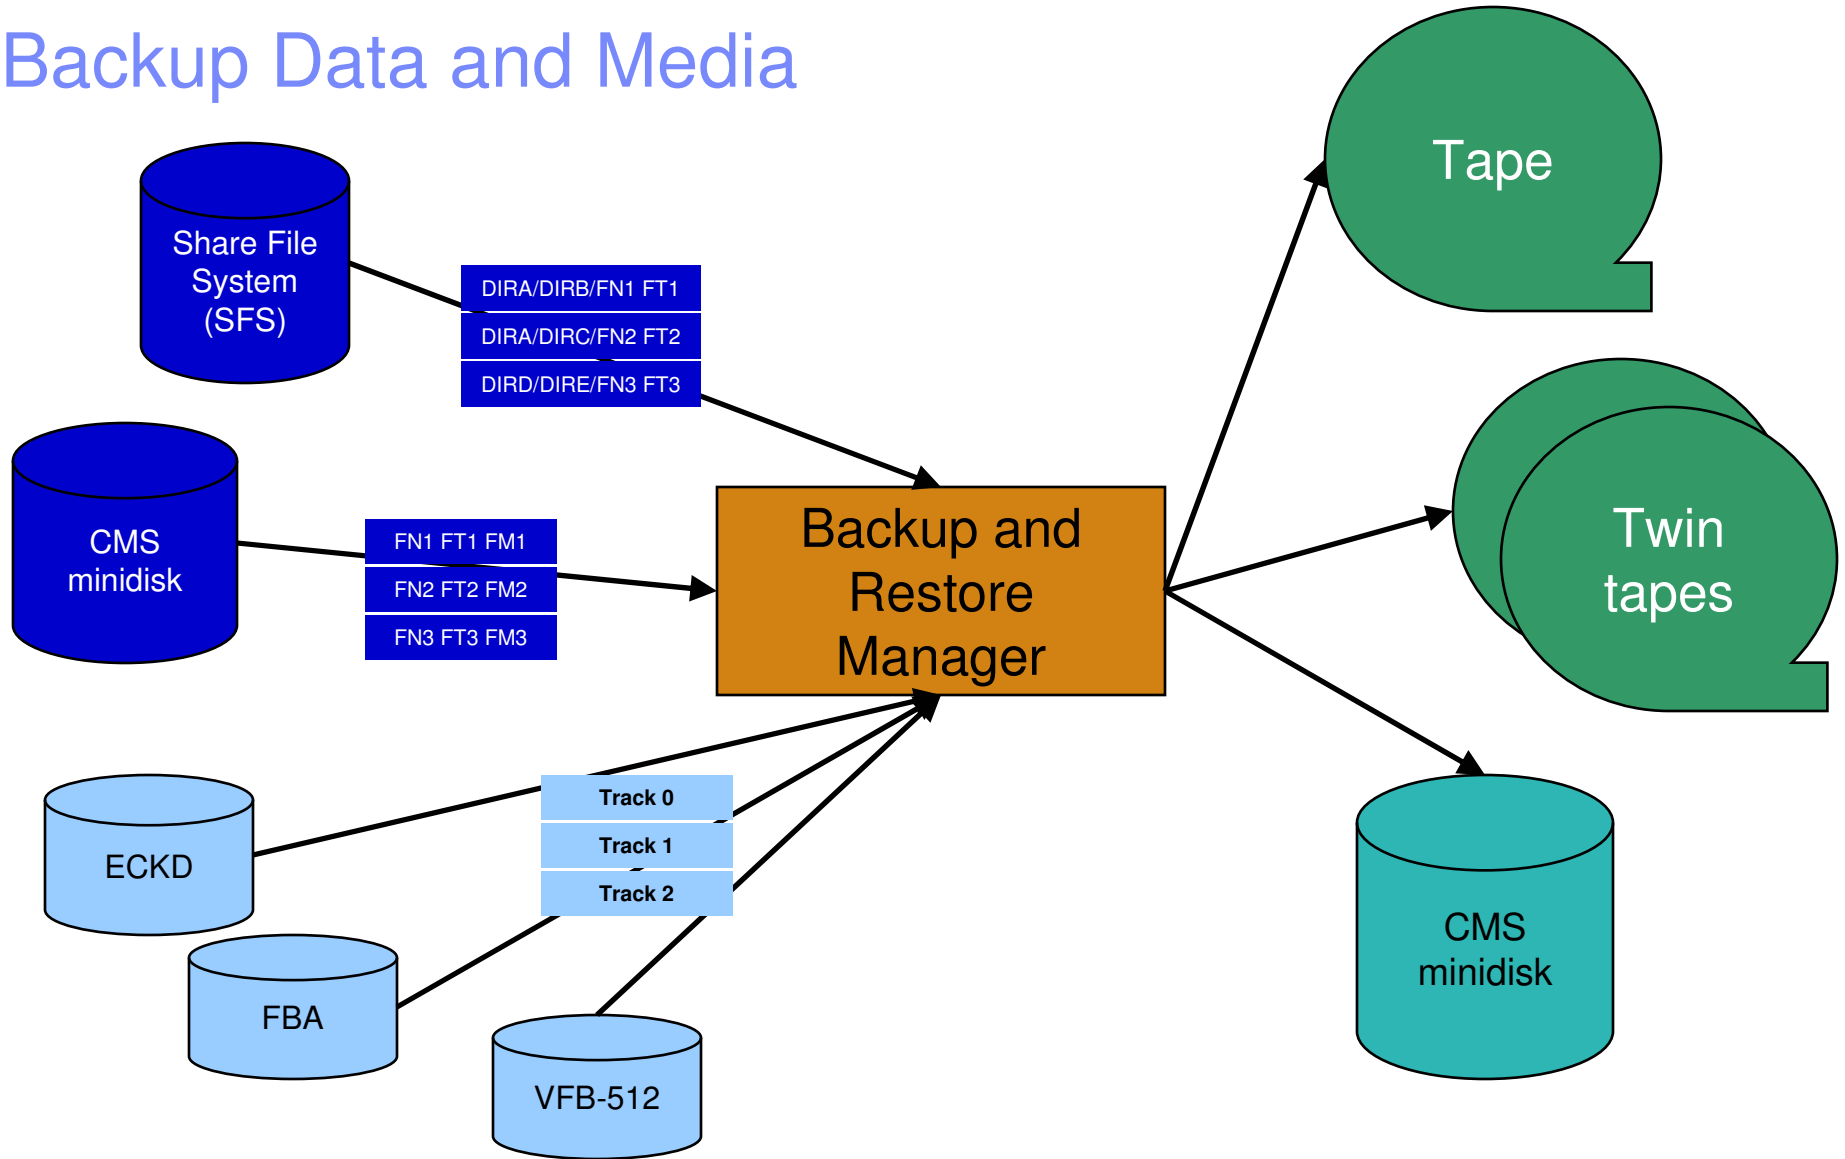 Backup Data and Media
Tape
Share File
System
(SFS)
DIRA/DIRB/FN1 FT1
DIRA/DIRC/FN2 FT2
DIRD/DIRE/FN3 FT3
CMS
minidisk
FN1 FT1 FM1
FN2 FT2 FM2
FN3 FT3 FM3
Backup and
Restore
Manager
Twin
tapes
Track 0
Track 1
Track 2
ECKD
FBA
VFB-512
CMS
minidisk